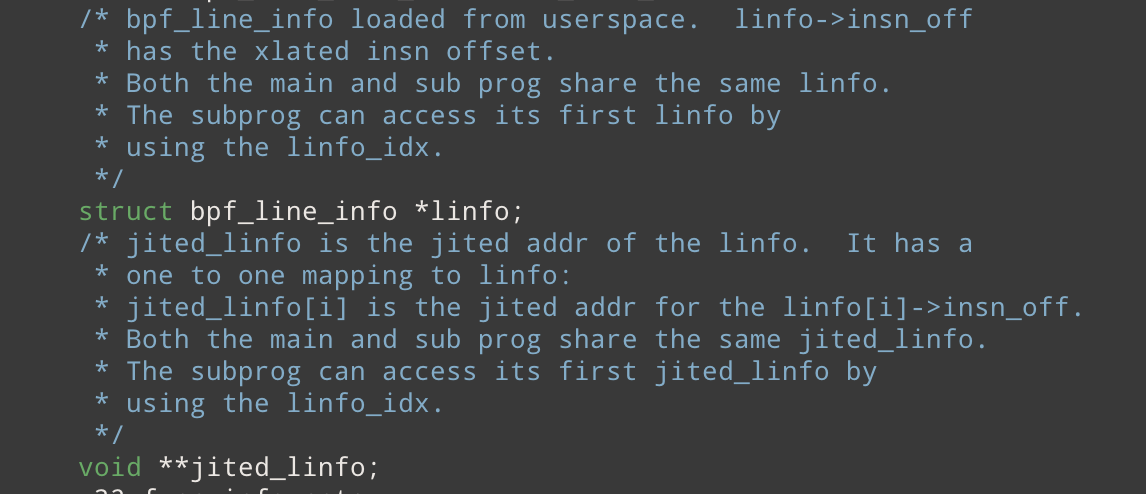 /* bpf_line_info loaded from userspace.  linfo->insn_off
 * has the xlated insn offset.
 * Both the main and sub prog share the same linfo.
 * The subprog can access its first linfo by
 * using the linfo_idx.
 */
struct bpf_line_info *linfo;
/* jited_linfo is the jited addr of the linfo.  It has a
 * one to one mapping to linfo:
 * jited_linfo[i] is the jited addr for the linfo[i]->insn_off.
 * Both the main and sub prog share the same jited_linfo.
 * The subprog can access its first jited_linfo by
 * using the linfo_idx.
 */
void **jited_linfo;